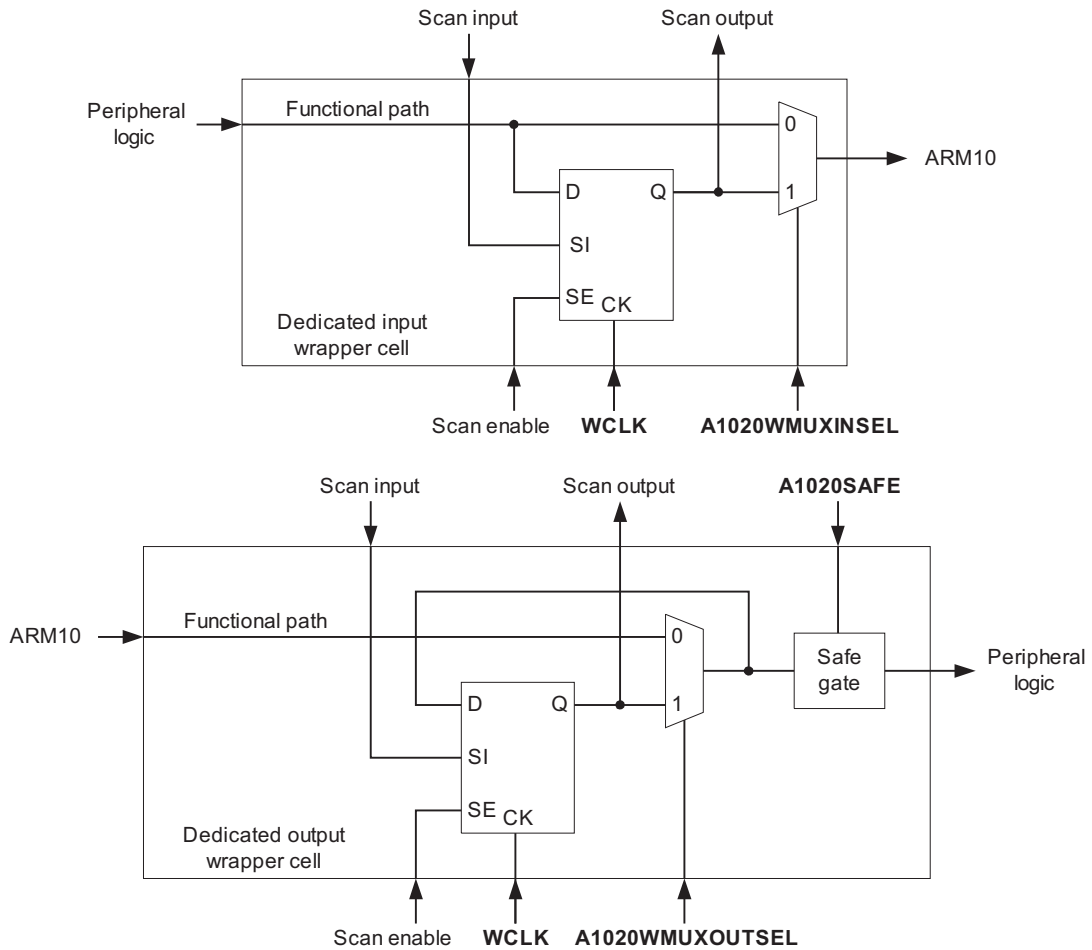 Scan input
Scan output
Peripheral
logic
Functional path
0
ARM10
D
Q
1
SI
SE
CK
Dedicated input
wrapper cell
Scan enable
WCLK
A1020WMUXINSEL
Scan input
Scan output
A1020SAFE
ARM10
Functional path
0
Safe
gate
Peripheral
logic
D
Q
1
SI
SE
CK
Dedicated output
wrapper cell
Scan enable
WCLK
A1020WMUXOUTSEL